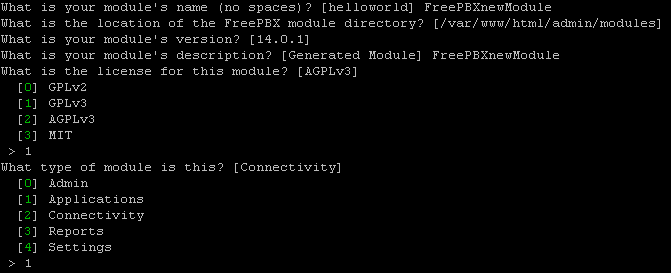 What is your module's name (no spaces)? [helloworld] FreePBXnewModule
What is the location of the FreePBX module directory? [/var/www/html/admin/modules]
What is your module's version? [14.0.1]
What is your module's description? [Generated Module] FreePBXnewModule
What is the license for this module? [AGPLv3]
[0] GPLv2
[1] GPLv3
[2] AGPLv3
[3] MIT
> 1
What type of module is this? [Connectivity]
[0] Admin
[1] Applications
[2] Connectivity
[3] Reports
[4] Settings
> 1